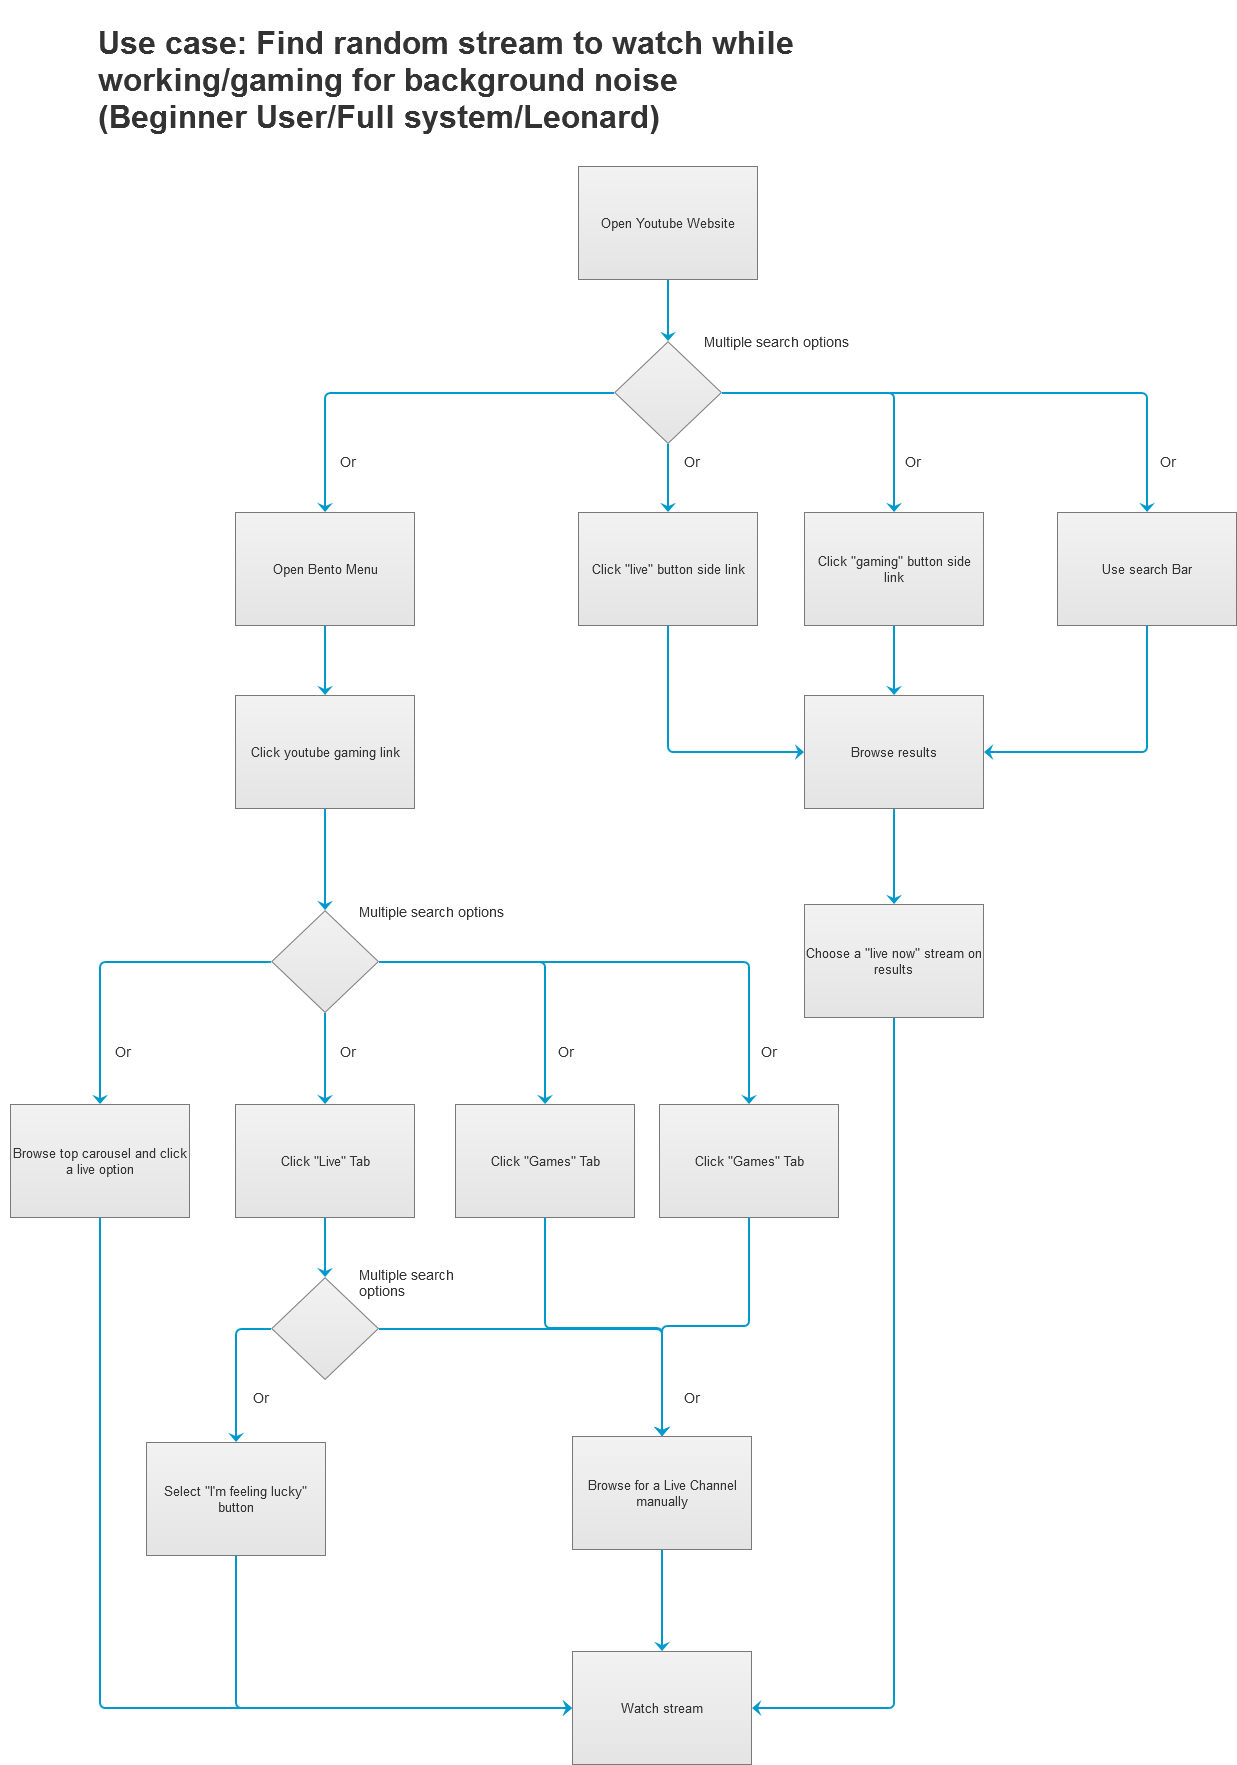 Use case: Find random stream to watch while
working/gaming for background noise
(Beginner User/Full system/Leonard)
Open Youtube Website
Multiple search options
Or
Or
Or
Or
Open Bento Menu
Click "live" button side link
Click "gaming" button side
link
Use search Bar
Click youtube gaming link
Browse results
Multiple search options
Choose a "live now" stream on
results
Or
Or
Or
Or
Browse top carousel and click
a live option
Click "Live" Tab
Click "Games" Tab
Click "Games" Tab
Multiple search
options
Or
Or
Select "I'm feeling lucky"
button
Browse for a Live Channel
manually
Watch stream